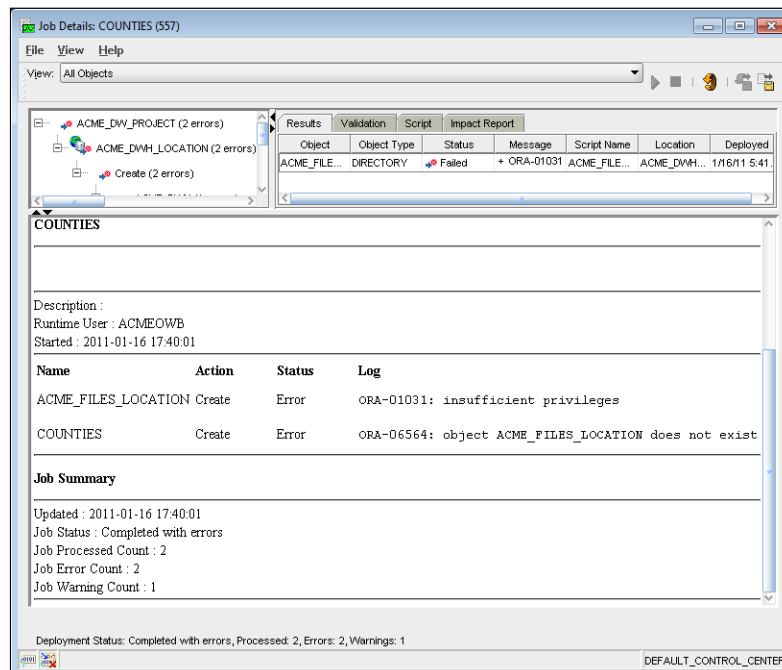 Job Details: COUNTIES (557)
File View Help
View: All Objects
ACME_DW_PROJECT (2 errors)
ACME_DWH_LOCATION (2 errors)
Create (2 errors)
Results Validation Script Impact Report
Object Object Type Status Message Script Name Location Deployed
ACME_FILE... DIRECTORY Failed + ORA-01031 ACME_FILE... ACME_DWH... 1/16/11 5:41.
COUNTIES
Description :
Runtime User : ACMEOWB
Started : 2011-01-16 17:40:01
Name Action Status Log
ACME_FILES_LOCATION Create Error ORA-01031: insufficient privileges
COUNTIES Create Error ORA-06564: object ACME_FILES_LOCATION does not exist
Job Summary
Updated : 2011-01-16 17:40:01
Job Status : Completed with errors
Job Processed Count : 2
Job Error Count : 2
Job Warning Count : 1
Deployment Status: Completed with errors, Processed: 2, Errors: 2, Warnings: 1
DEFAULT_CONTROL_CENTER